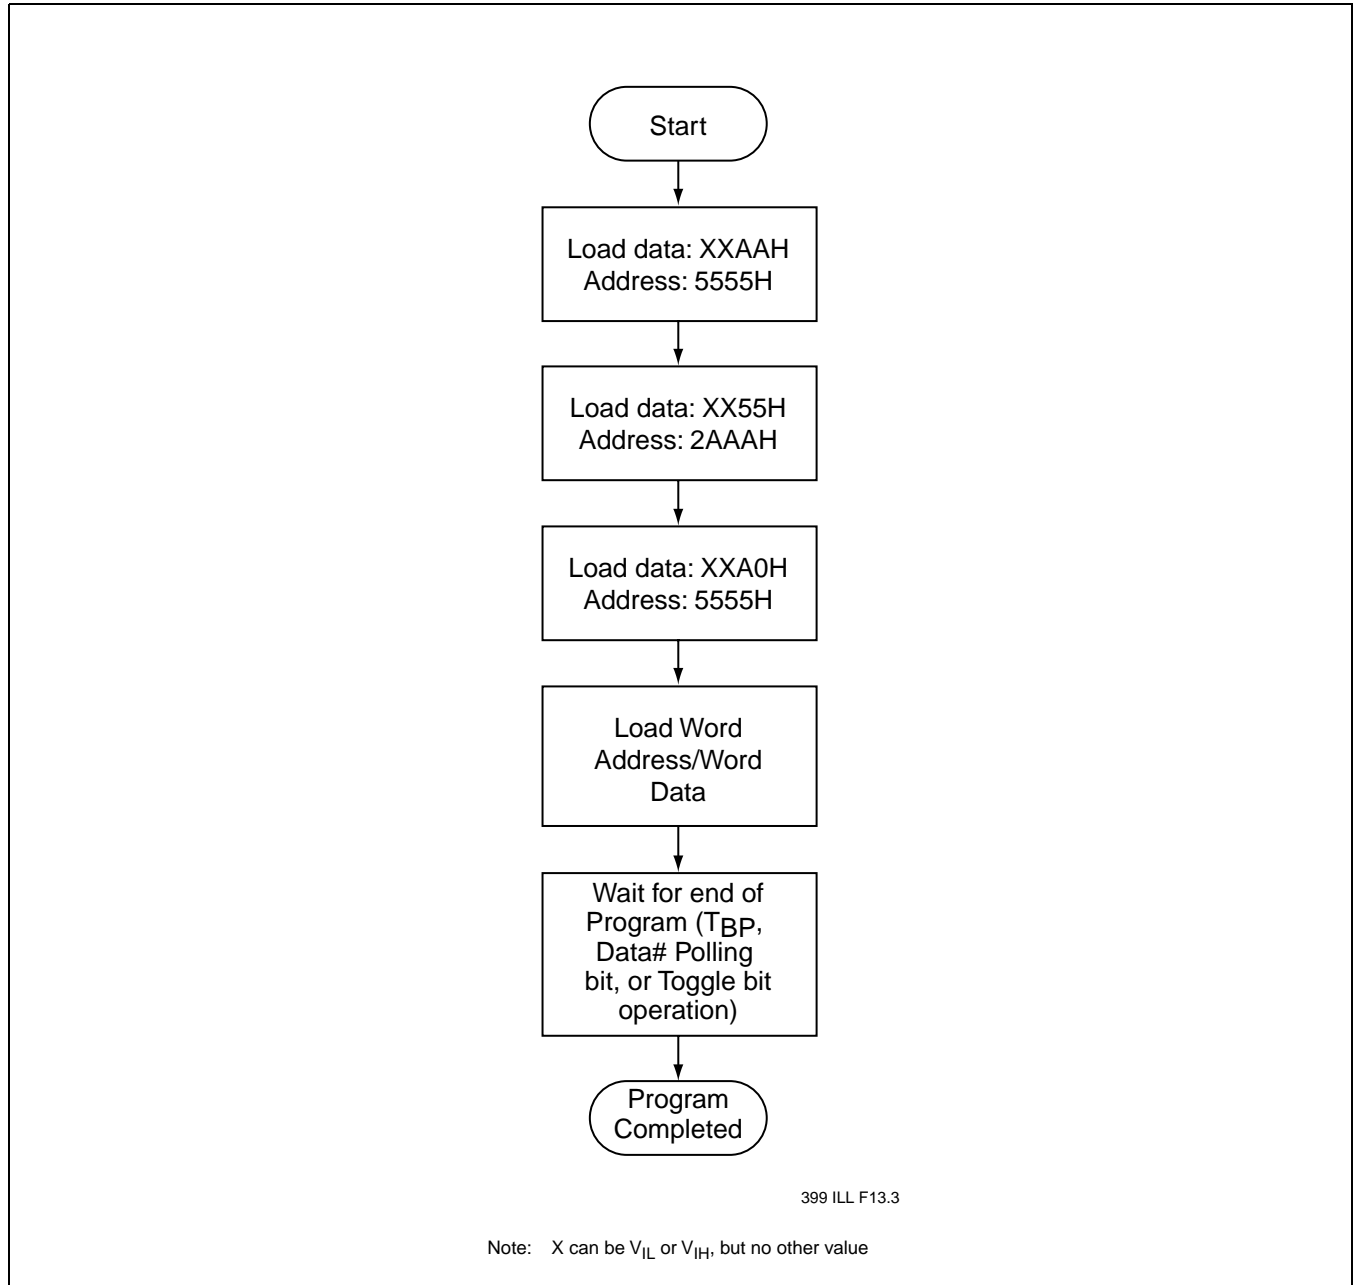 Start
Load data: XXAAH
Address: 5555H
Load data: XX55H
Address: 2AAAH
Load data: XXA0H
Address: 5555H
Load Word
Address/Word
Data
Wait for end of
Program (TBP,
Data# Polling
bit, or Toggle bit
operation)
Program
Completed
399 ILL F13.3
Note: X can be VIL or VIH, but no other value